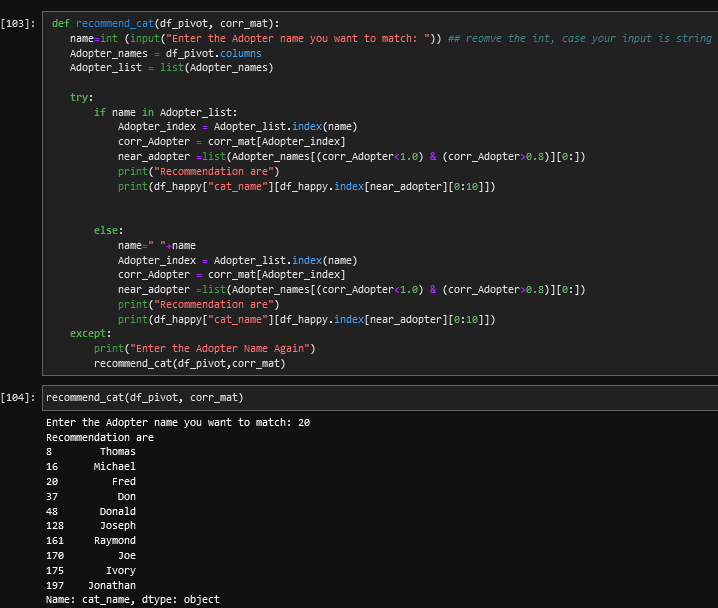 [103]: def recommend_cat(df_pivot, corr_mat):
    name=int (input("Enter the Adopter name you want to match: ")) ## reomve the int, case your input is string
    Adopter_names = df_pivot.columns
    Adopter_list = list(Adopter_names)
    try:
        if name in Adopter_list:
            Adopter_index = Adopter_list.index(name)
            corr_Adopter = corr_mat[Adopter_index]
            near_adopter =list(Adopter_names[(corr_Adopter<1.0) & (corr_Adopter>0.8)][0:])
            print("Recommendation are")
            print(df_happy["cat_name"][df_happy.index[near_adopter][0:10]])
        else:
            name=" "+name
            Adopter_index = Adopter_list.index(name)
            corr_Adopter = corr_mat[Adopter_index]
            near_adopter =list(Adopter_names[(corr_Adopter<1.0) & (corr_Adopter>0.8)][0:])
            print("Recommendation are")
            print(df_happy["cat_name"][df_happy.index[near_adopter][0:10]])
    except:
        print("Enter the Adopter Name Again")
        recommend_cat(df_pivot,corr_mat)
[104]: recommend_cat(df_pivot, corr_mat)
Enter the Adopter name you want to match: 20
Recommendation are
8        Thomas
16      Michael
20         Fred
37          Don
48       Donald
128      Joseph
161     Raymond
170         Joe
175       Ivory
197    Jonathan
Name: cat_name, dtype: object